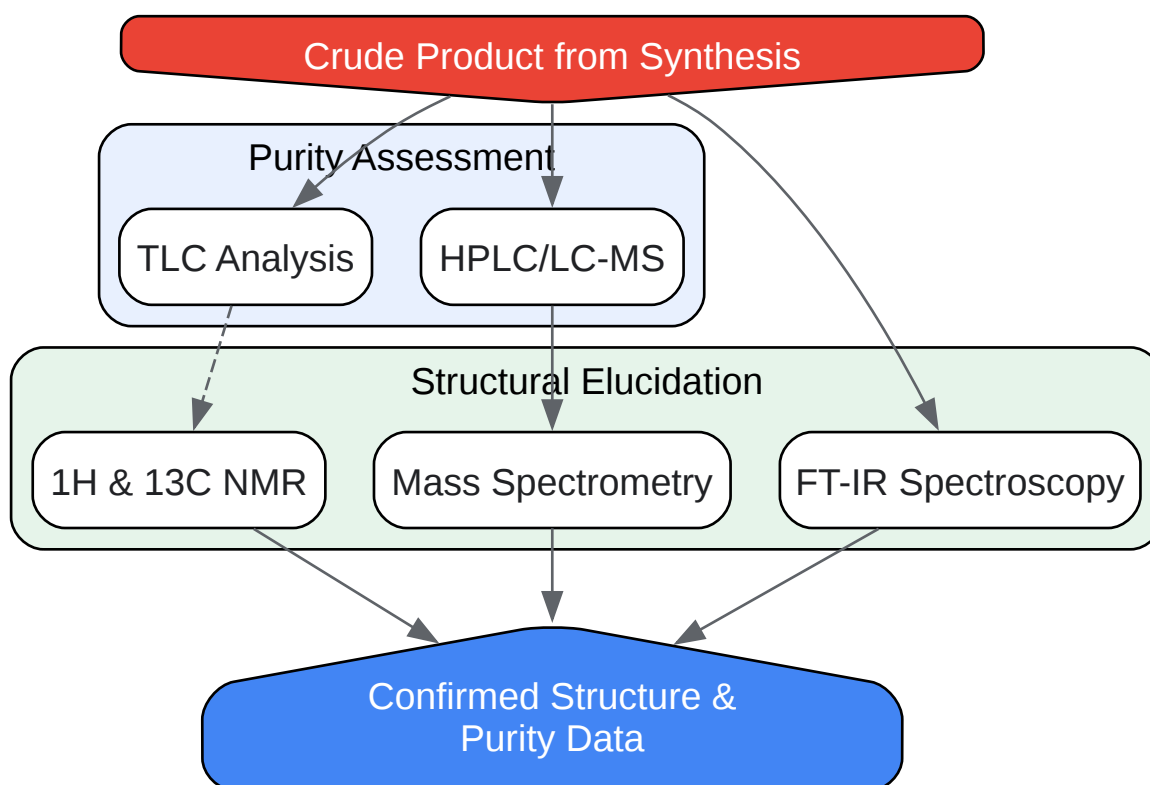 Crude Product from Synthesis
Purity Assessment
TLC Analysis
HPLC/LC-MS
Structural Elucidation
1H & 13C NMR
Mass Spectrometry
FT-IR Spectroscopy
Confirmed Structure &
Purity Data